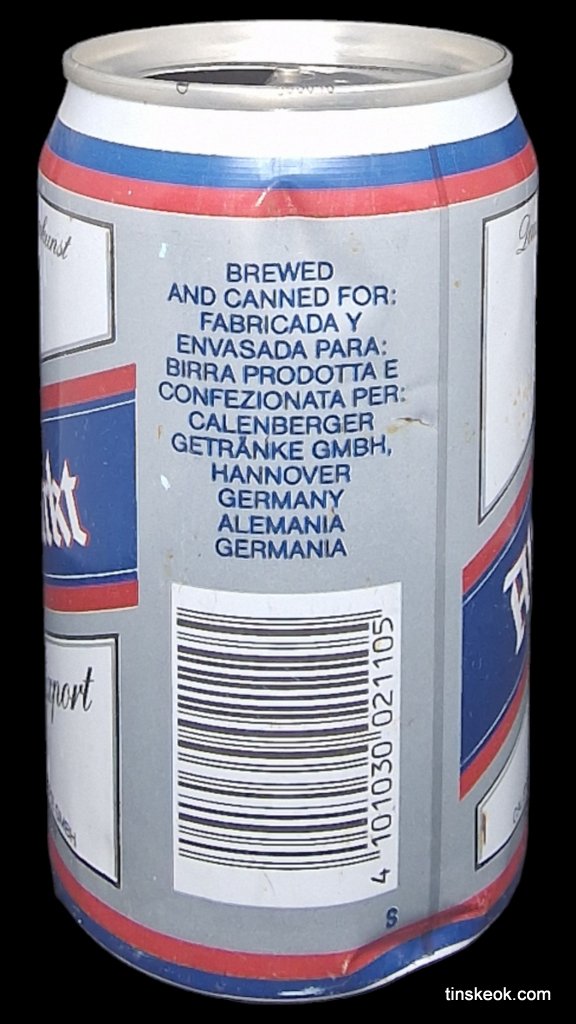 BREWED
AND CANNED FOR:
FABRICADA Y
ENVASADA PARA:
BIRRA PRODOTTA E
CONFEZIONATA PER:
CALENBERGER
GETRÄNKE GMBH,
HANNOVER
GERMANY
ALEMANIA
GERMANIA
4 101030 021105
S
tinskeok.com